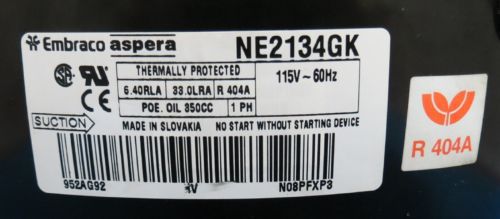 Embraco aspera NE2134GK
THERMALLY PROTECTED 115V~60Hz
6.40RLA 33.0LRA R 404A
POE. OIL 350CC 1 PH
SUCTION MADE IN SLOVAKIA NO START WITHOUT STARTING DEVICE
952AG92 V N08PFXP3
R 404A